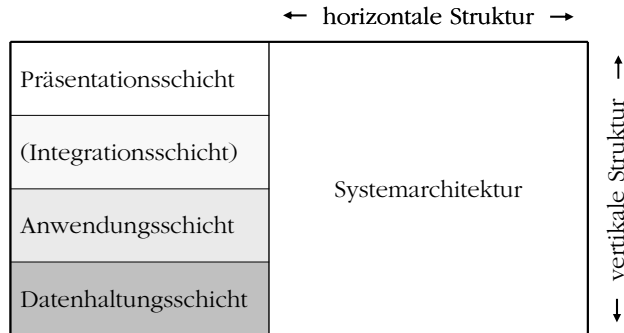 ← horizontale Struktur →
Präsentationsschicht
(Integrationsschicht)
Anwendungsschicht
Datenhaltungsschicht
Systemarchitektur
← vertikale Struktur →